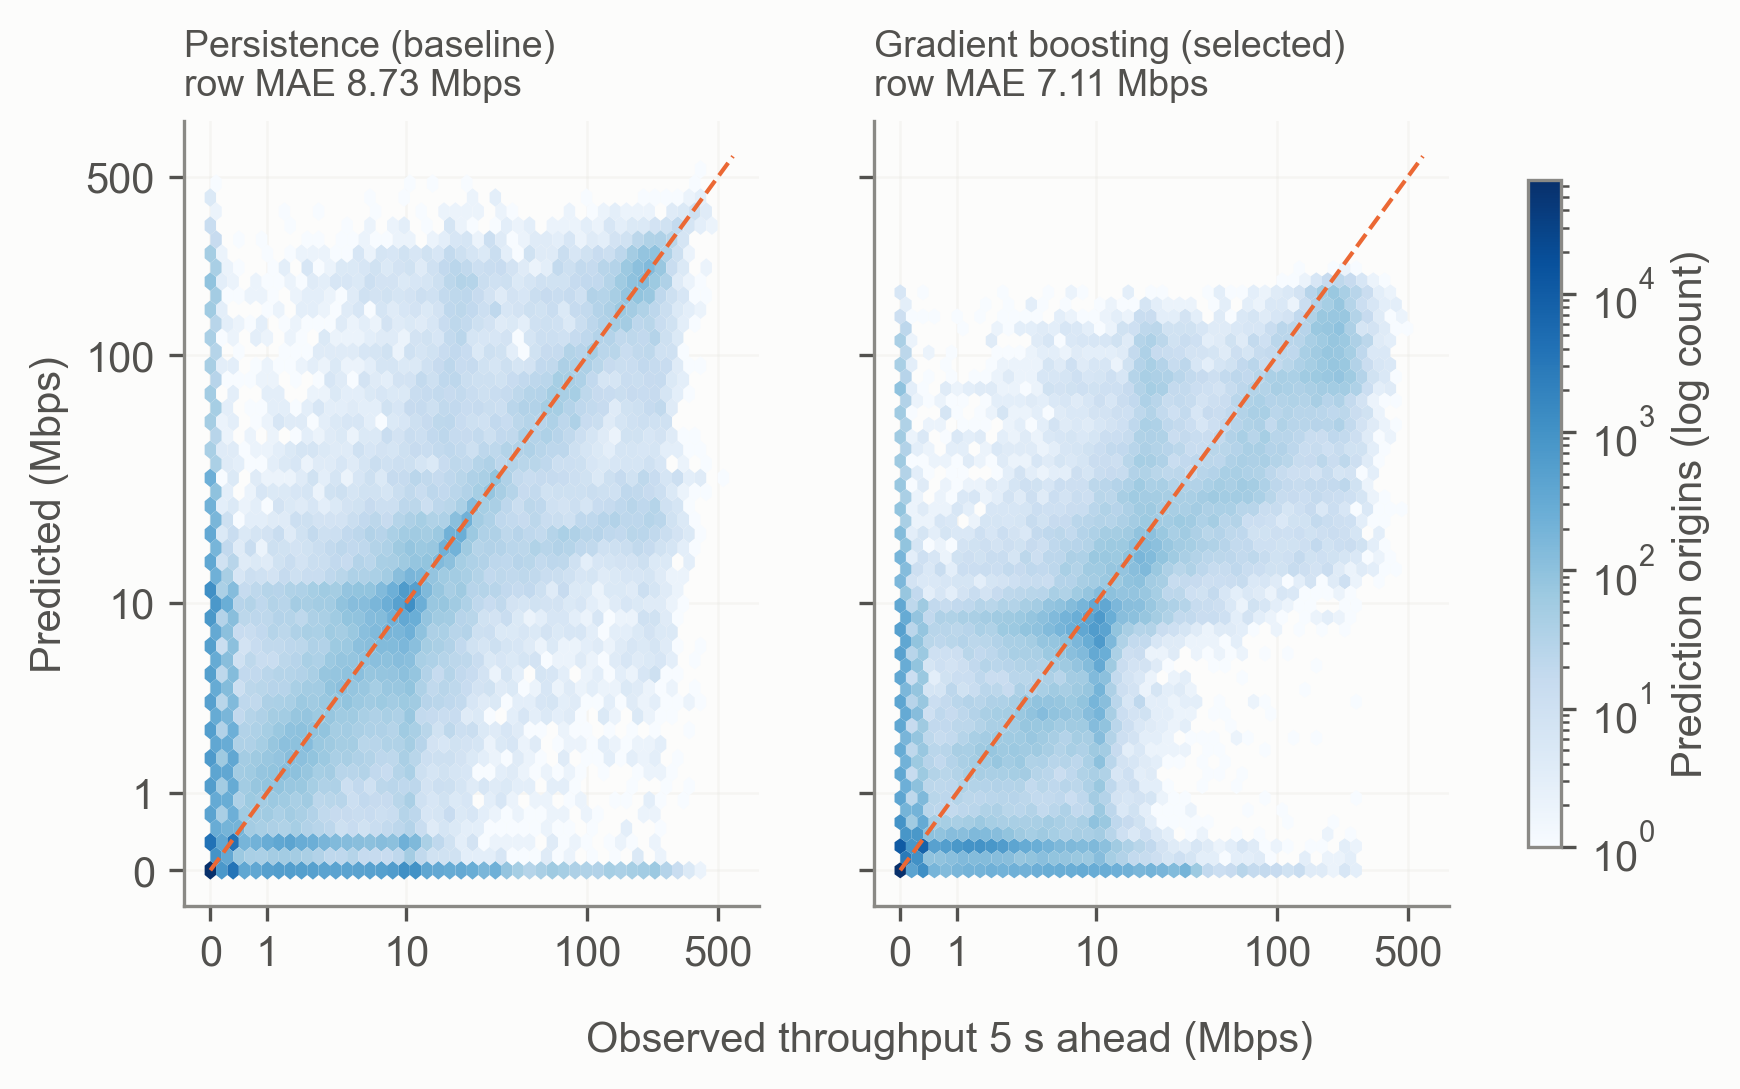 Persistence (baseline)
row MAE 8.73 Mbps
Gradient boosting (selected)
row MAE 7.11 Mbps
Predicted (Mbps)
500
100
10
1
0
0 1 10 100 500
0 1 10 100 500
Observed throughput 5 s ahead (Mbps)
10^4
10^3
10^2
10^1
10^0
Prediction origins (log count)